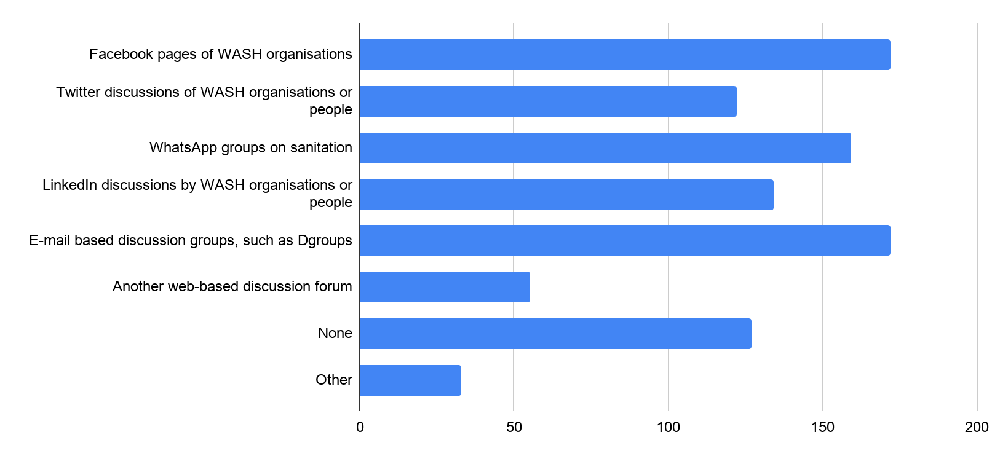 Facebook pages of WASH organisations
Twitter discussions of WASH organisations or
people
WhatsApp groups on sanitation
LinkedIn discussions by WASH organisations or
people
E-mail based discussion groups, such as Dgroups
Another web-based discussion forum
None
Other
0 50 100 150 200